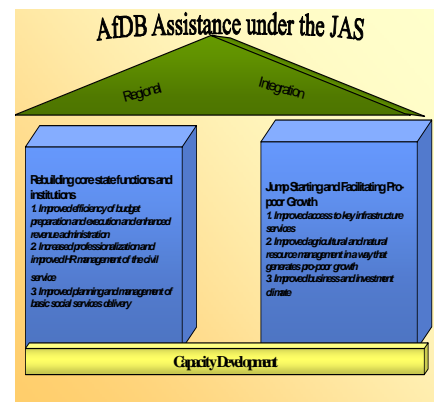 AfDB Assistance under the JAS
Regional Integration
Rebuilding core state functions and
institutions
1. Improved efficiency of budget
preparation and execution and enhanced
revenue administration
2. Increased professionalization and
improved HR management of the civil
service
3. Improved planning and management of
basic social services delivery
Jump Starting and Facilitating Pro-
poor Growth
1. Improved access to key infrastructure
services
2. Improved agricultural and natural
resource management in a way that
generates pro-poor growth
3. Improved business and investment
climate
Capacity Development